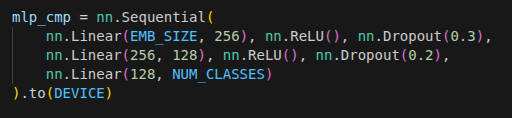 mlp_cmp = nn.Sequential(
    nn.Linear(EMB_SIZE, 256), nn.ReLU(), nn.Dropout(0.3),
    nn.Linear(256, 128), nn.ReLU(), nn.Dropout(0.2),
    nn.Linear(128, NUM_CLASSES)
).to(DEVICE)